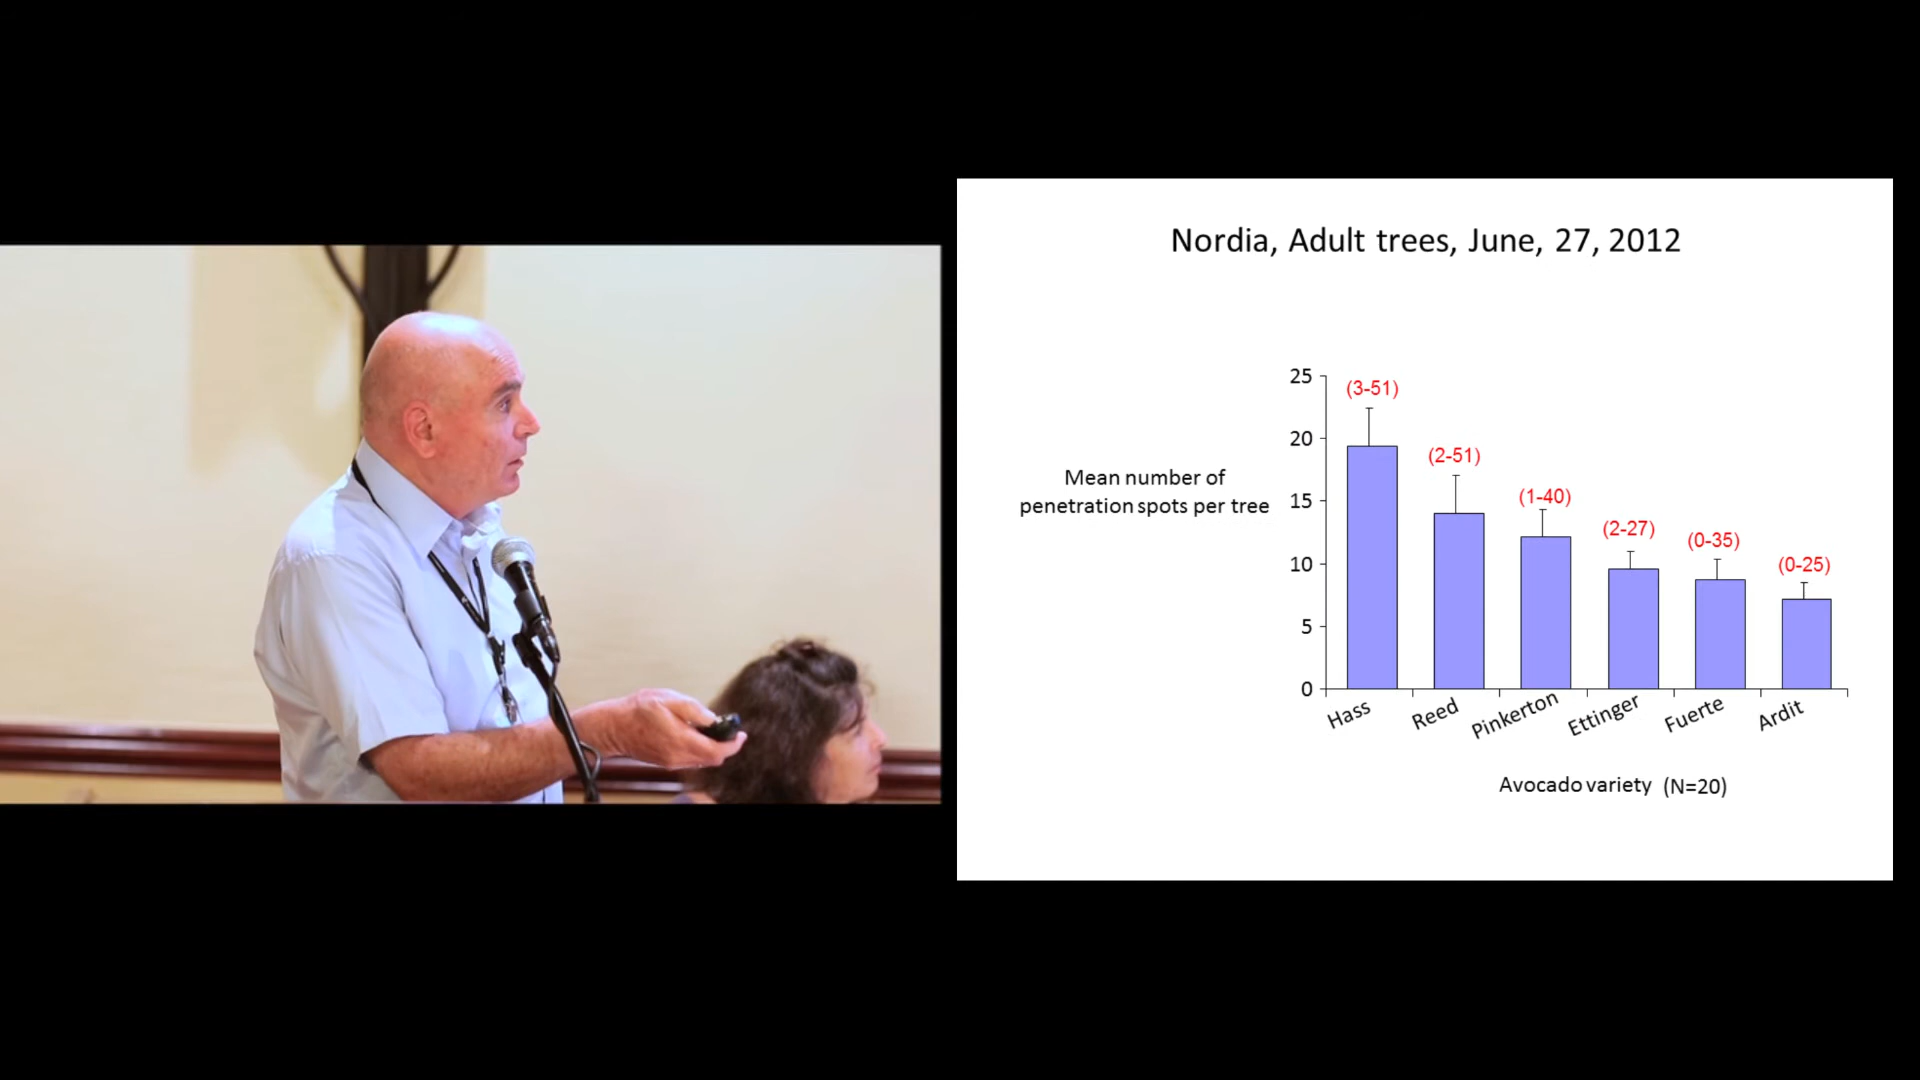 Nordia, Adult trees, June, 27, 2012
25
20
15
10
5
0
Mean number of
penetration spots per tree
(3-51)
(2-51)
(1-40)
(2-27)
(0-35)
(0-25)
Hass
Reed
Pinkerton
Ettinger
Fuerte
Ardit
Avocado variety (N=20)